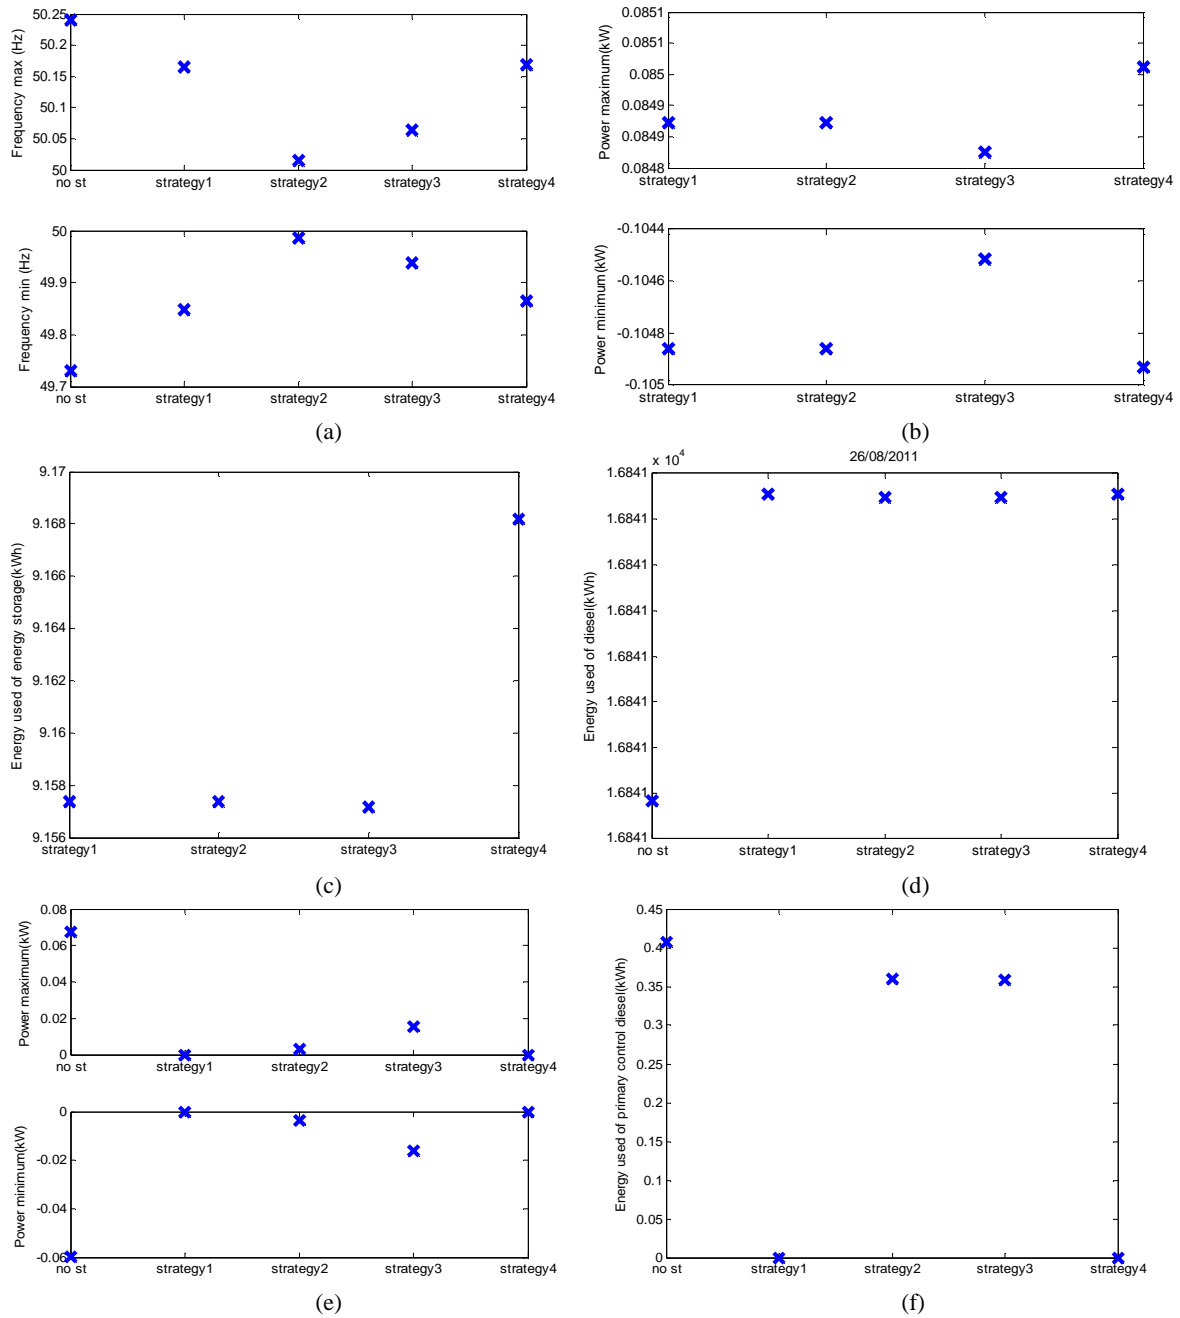 50.25
50.2
50.15
50.1
50.05
50
Frequency max (Hz)
no st strategy1 strategy2 strategy3 strategy4
0.0851
0.0851
0.085
0.0849
0.0849
0.0848
Power maximum(kW)
strategy1 strategy2 strategy3 strategy4
50
49.9
49.8
49.7
Frequency min (Hz)
no st strategy1 strategy2 strategy3 strategy4
(a)
-0.1044
-0.1046
-0.1048
-0.105
Power minimum(kW)
strategy1 strategy2 strategy3 strategy4
(b)
9.17
9.168
9.166
9.164
9.162
9.16
9.158
9.156
Energy used of energy storage(kWh)
strategy1 strategy2 strategy3 strategy4
(c)
x 10^4
26/08/2011
1.6841
1.6841
1.6841
1.6841
1.6841
1.6841
1.6841
1.6841
1.6841
Energy used of diesel(kWh)
no st strategy1 strategy2 strategy3 strategy4
(d)
0.08
0.06
0.04
0.02
0
Power maximum(kW)
no st strategy1 strategy2 strategy3 strategy4
0
-0.02
-0.04
-0.06
Power minimum(kW)
no st strategy1 strategy2 strategy3 strategy4
(e)
0.45
0.4
0.35
0.3
0.25
0.2
0.15
0.1
0.05
0
Energy used of primary control diesel(kWh)
no st strategy1 strategy2 strategy3 strategy4
(f)